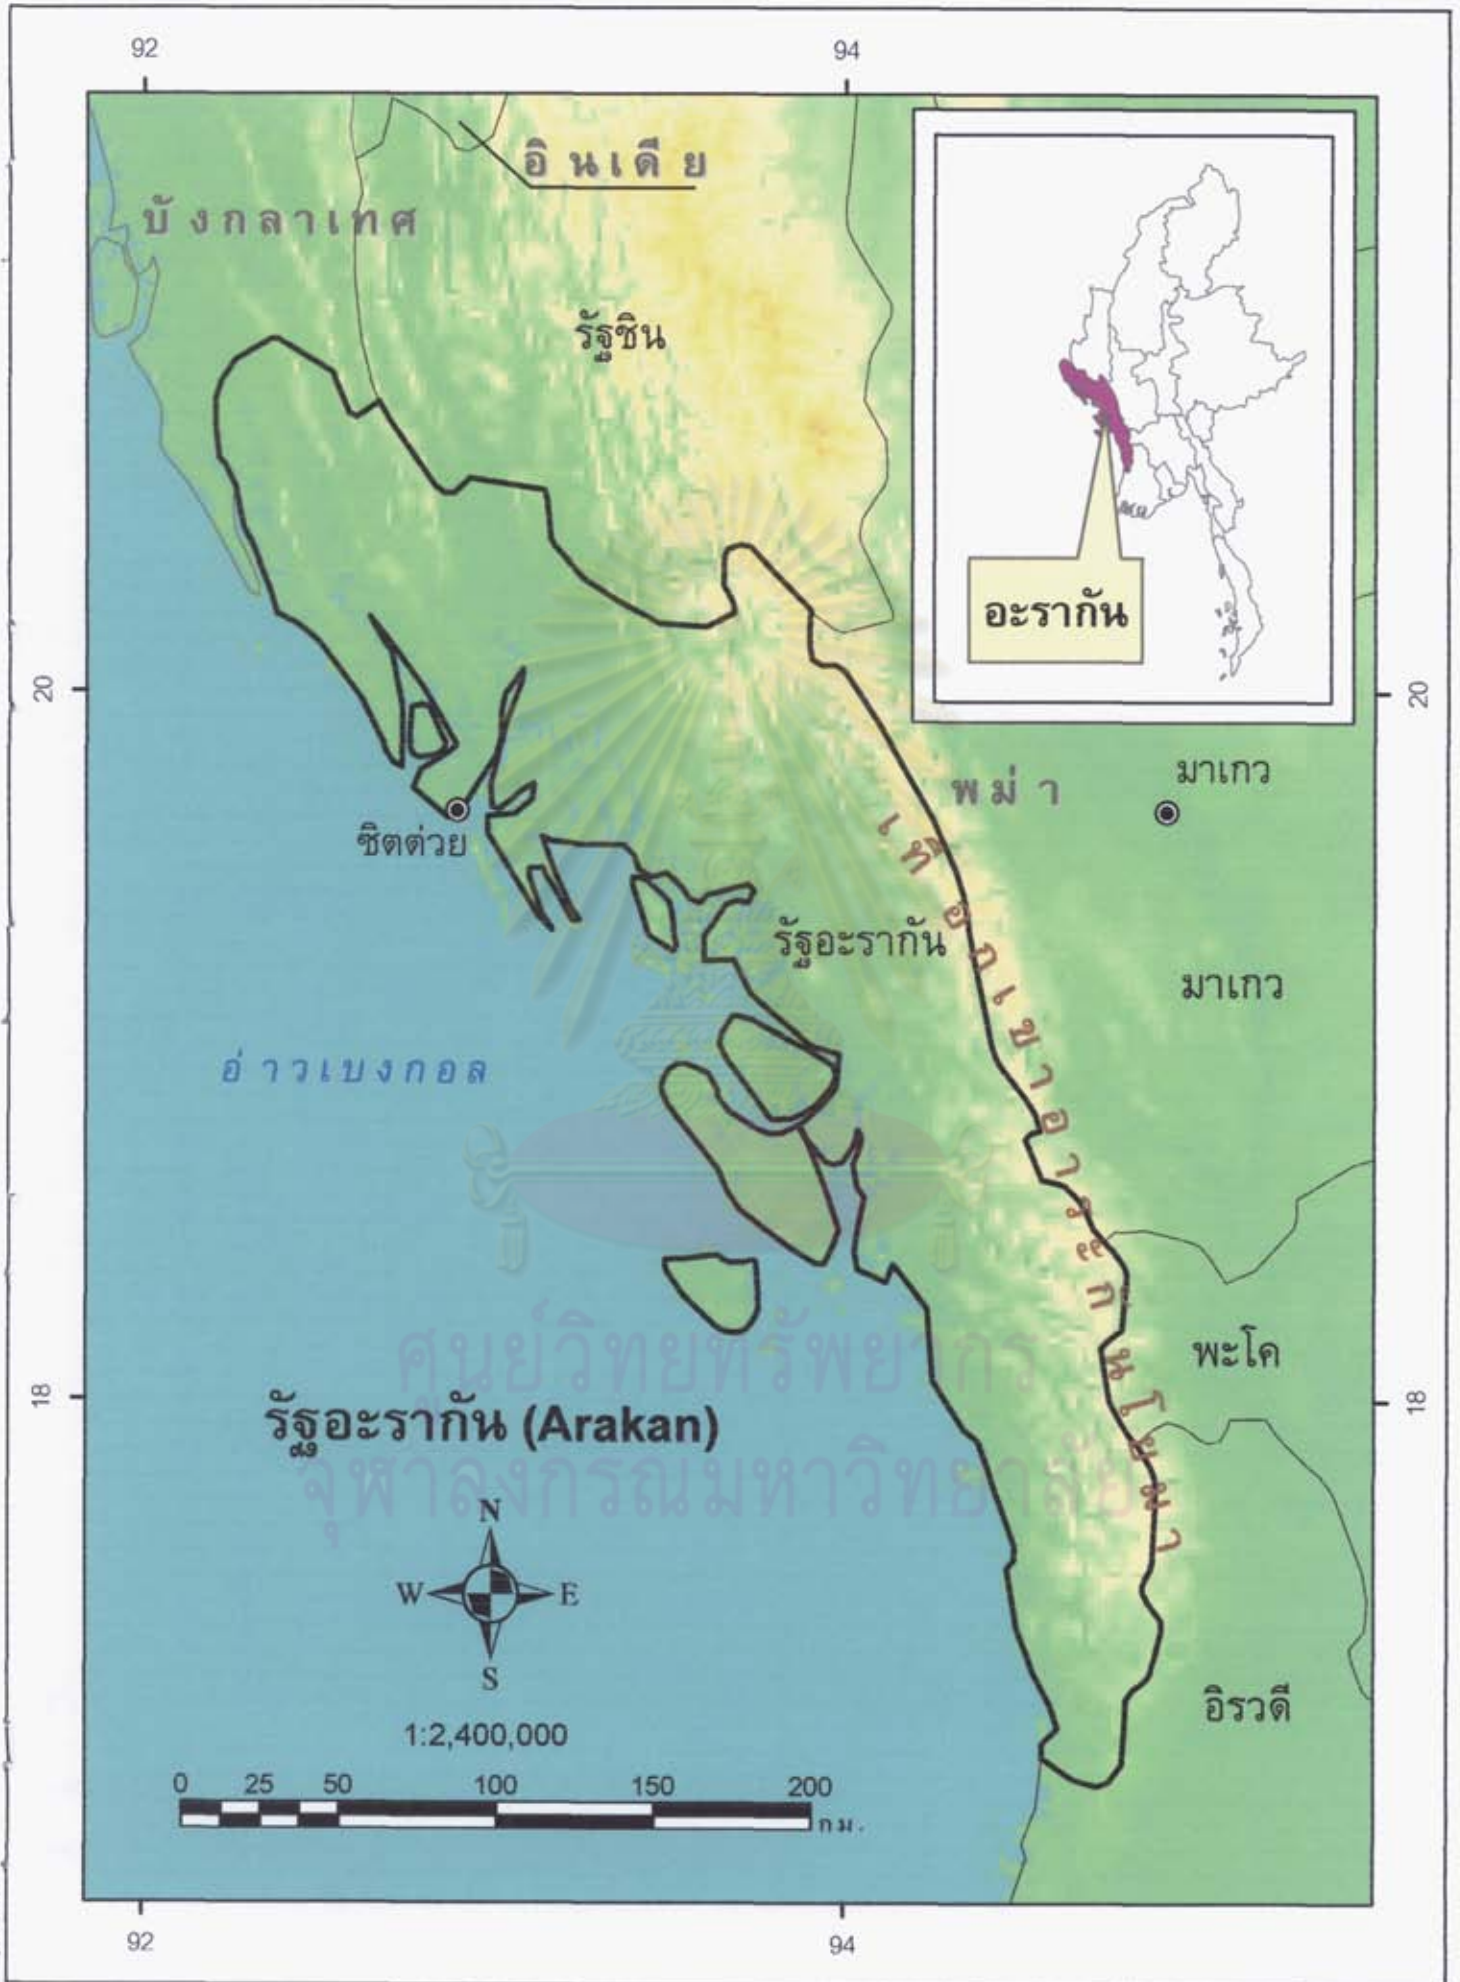 92 94
อินเดีย
บังกลาเทศ
รัฐชิน
อะรากัน
20 20
พม่า
มาเกว
ซิตต่วย
เทือกเขาอาระกันโยมา
รัฐอะรากัน
มาเกว
อ่าวเบงกอล
ศูนย์วิทยทรัพยากร
พะโค
18 18
รัฐอะรากัน (Arakan)
จุฬาลงกรณ์มหาวิทยาลัย
N
W E
S
อิรวดี
1:2,400,000
0 25 50 100 150 200
กม.
92 94